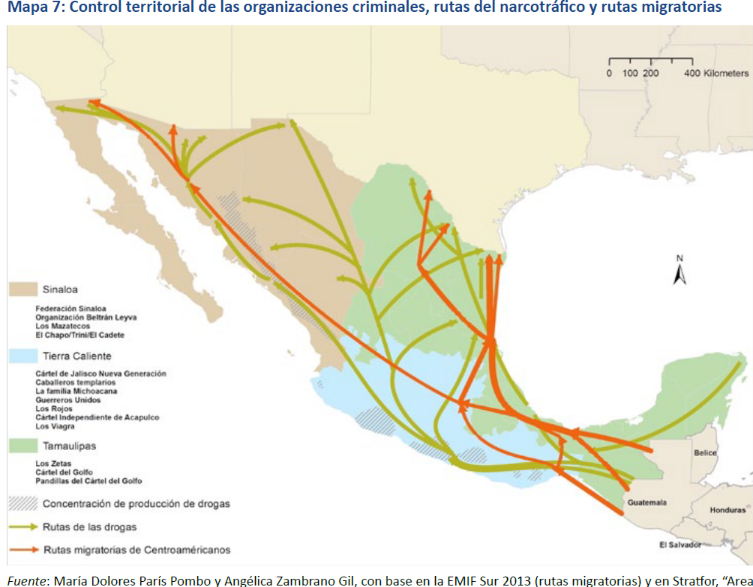 Mapa 7: Control territorial de las organizaciones criminales, rutas del narcotráfico y rutas migratorias
0 100 200 400 Kilometers
N
Sinaloa
Federación Sinaloa
Organización Beltrán Leyva
Los Mazatecos
El Chapo/Trini/El Cadete
Tierra Caliente
Cártel de Jalisco Nueva Generación
Caballeros templarios
La familia Michoacana
Guerreros Unidos
Los Rojos
Cártel Independiente de Acapulco
Los Viagra
Tamaulipas
Los Zetas
Cártel del Golfo
Pandillas del Cártel del Golfo
Concentración de producción de drogas
Rutas de las drogas
Rutas migratorias de Centroaméricanos
Belice
Guatemala
Honduras
El Salvador
Fuente: María Dolores París Pombo y Angélica Zambrano Gil, con base en la EMIF Sur 2013 (rutas migratorias) y en Stratfor, “Area